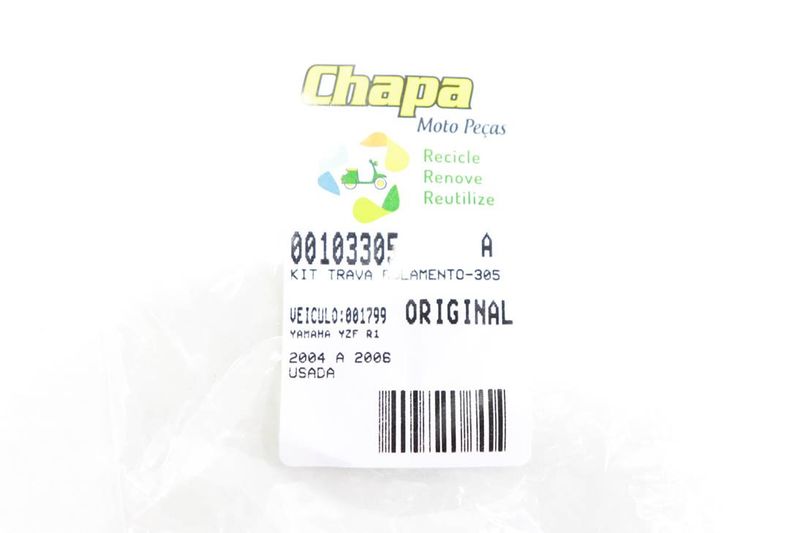 Chapa
Moto Peças
Recicle
Renove
Reutilize
00103305 A
KIT TRAVA
VEICULO:001799 ORIGINAL
YAMAHA YZF R1
2004 A 2006
USADA